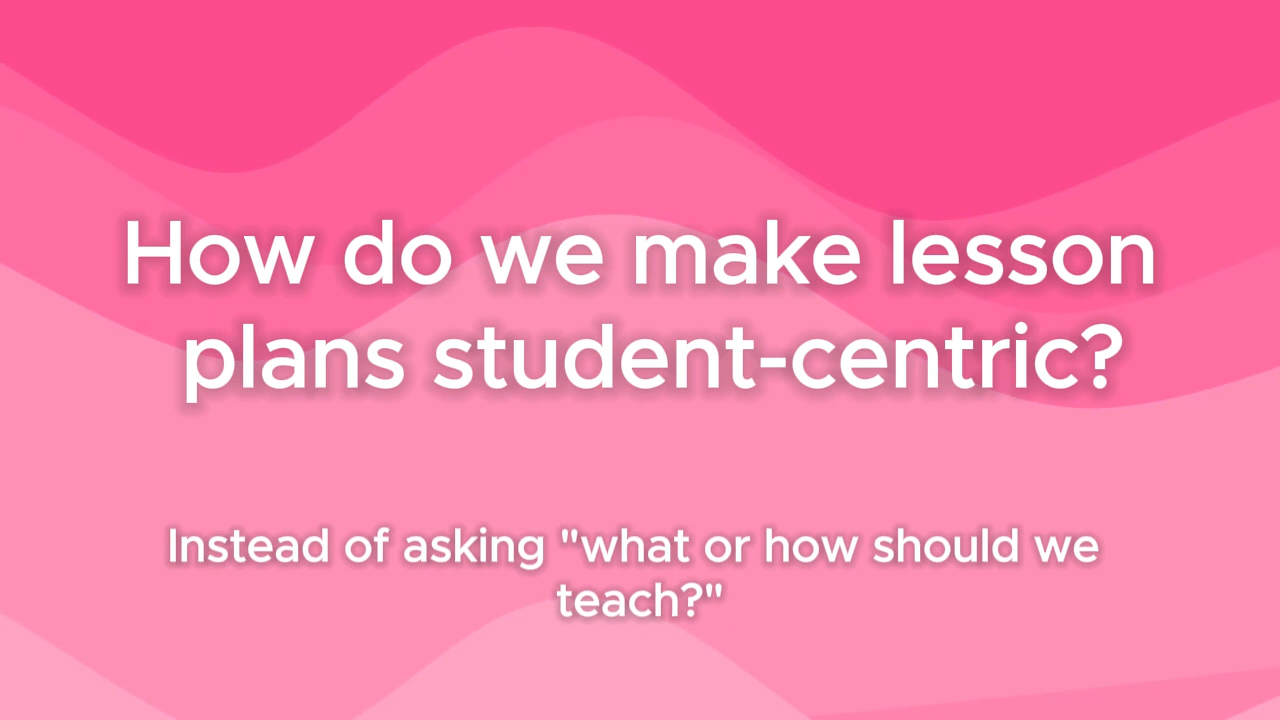 How do we make lesson
plans student-centric?
Instead of asking "what or how should we
teach?"